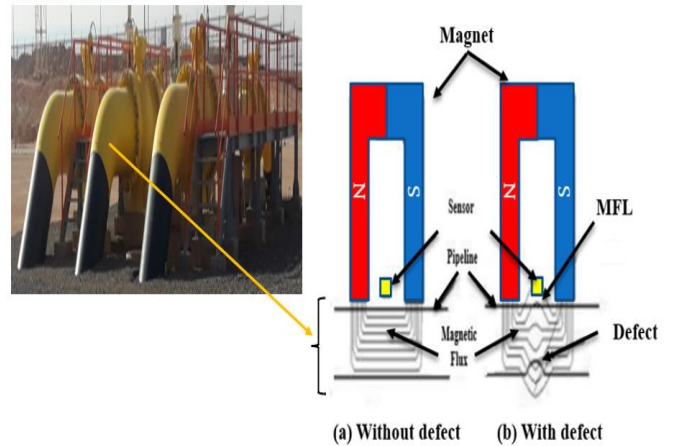 Magnet
N
S
N
S
Sensor
MFL
Pipeline
Magnetic
Flux
Defect
(a) Without defect
(b) With defect